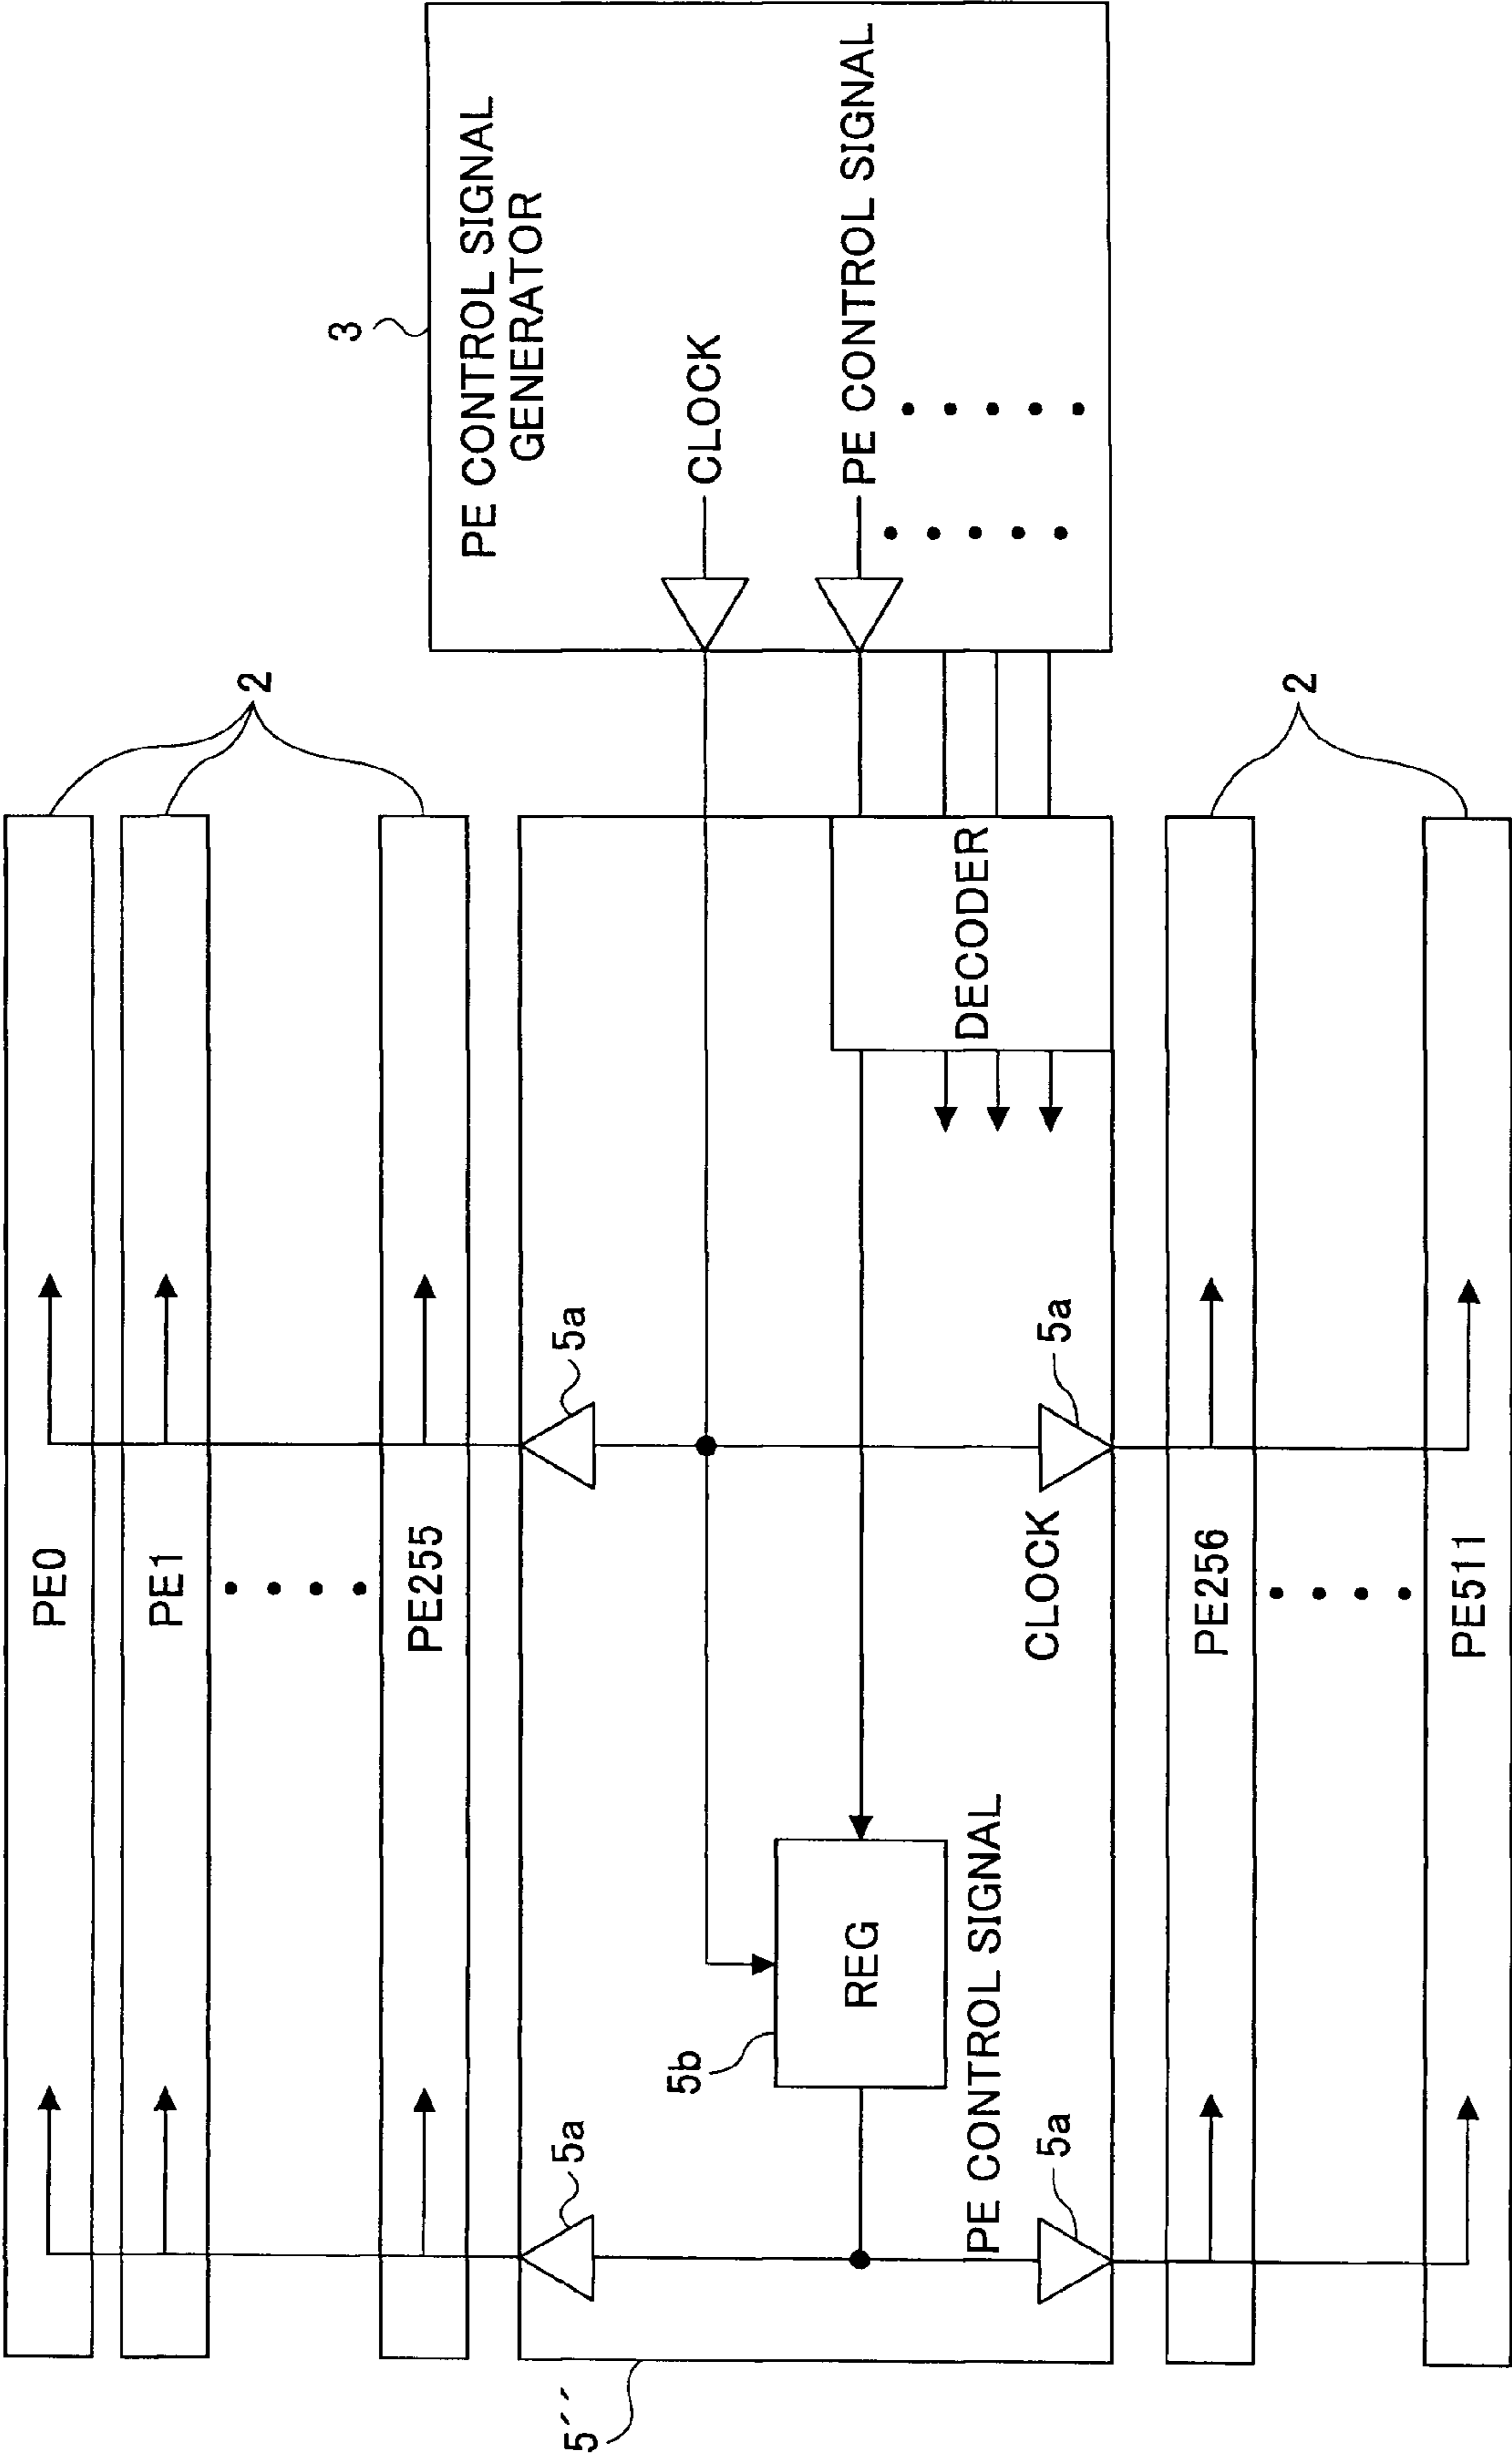 3
PE CONTROL SIGNAL
GENERATOR
CLOCK
PE CONTROL SIGNAL
2
2
DECODER
5a
5a
PE0
PE1
PE255
CLOCK
PE256
PE511
REG
5b
PE CONTROL SIGNAL
5a
5a
5´´